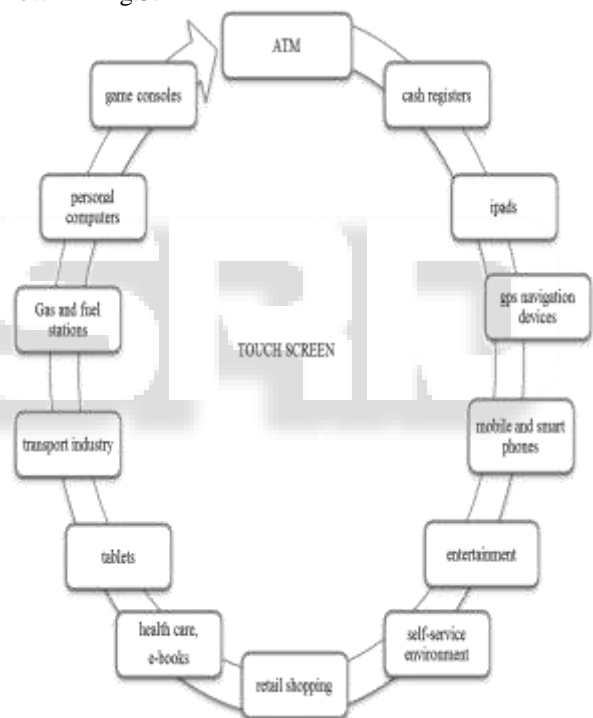 ATM
cash registers
ipads
gps navigation
devices
mobile and smart
phones
entertainment
self-service
environment
retail shopping
health care,
e-books
tablets
transport industry
Gas and fuel
stations
personal
computers
game consoles
TOUCH SCREEN